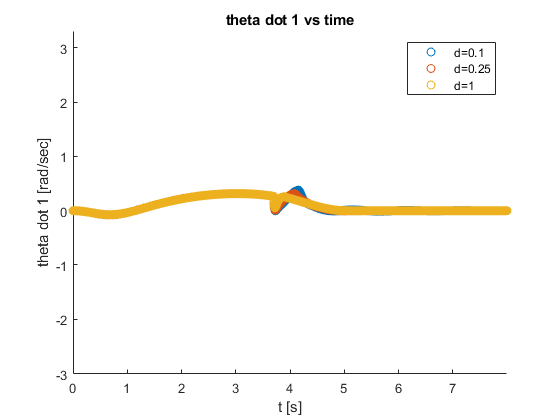 theta dot 1 vs time
d=0.1
d=0.25
d=1
theta dot 1 [rad/sec]
3
2
1
0
-1
-2
-3
0 1 2 3 4 5 6 7
t [s]